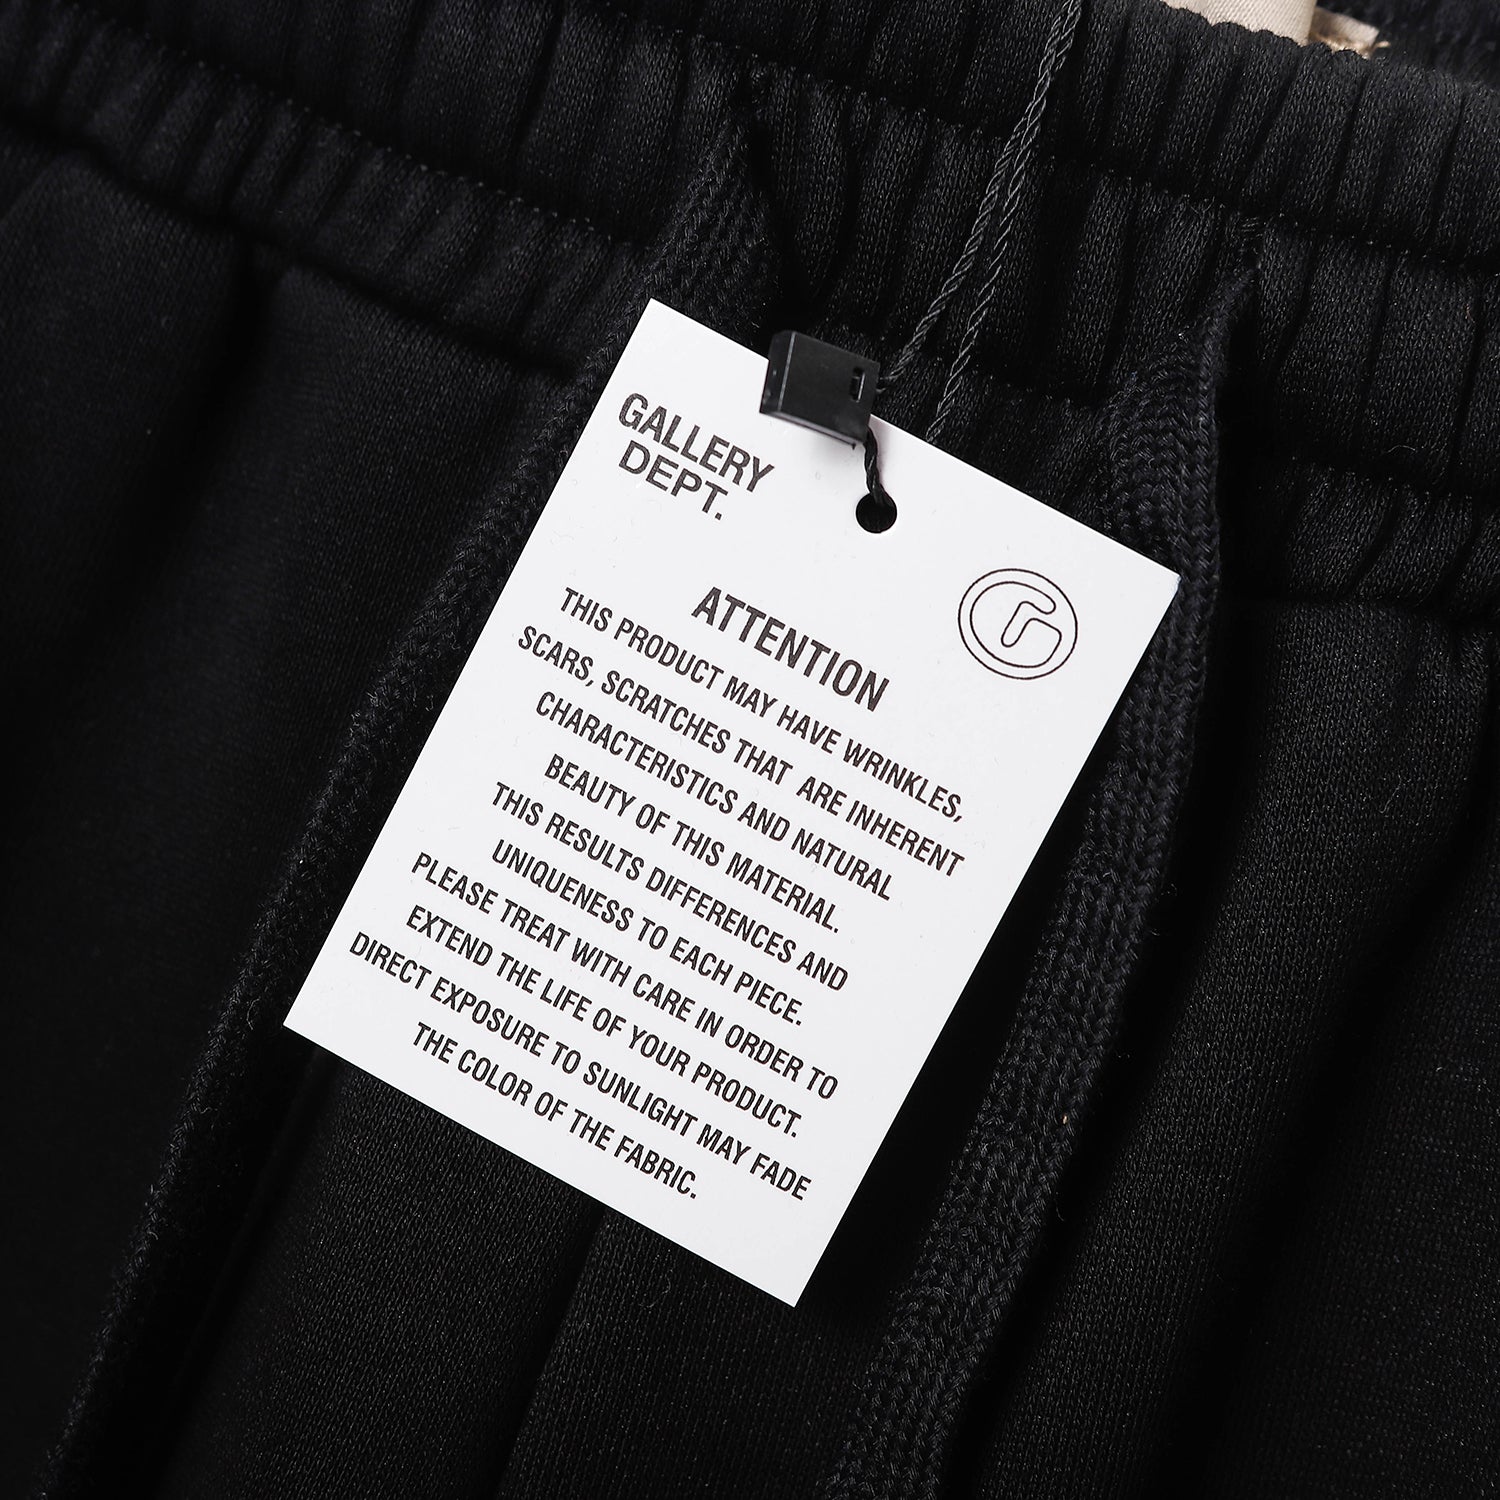 GALLERY
DEPT.
ATTENTION
THIS PRODUCT MAY HAVE WRINKLES,
SCARS, SCRATCHES THAT ARE INHERENT
CHARACTERISTICS AND NATURAL
BEAUTY OF THIS MATERIAL.
THIS RESULTS DIFFERENCES AND
UNIQUENESS TO EACH PIECE.
PLEASE TREAT WITH CARE IN ORDER TO
EXTEND THE LIFE OF YOUR PRODUCT.
DIRECT EXPOSURE TO SUNLIGHT MAY FADE
THE COLOR OF THE FABRIC.